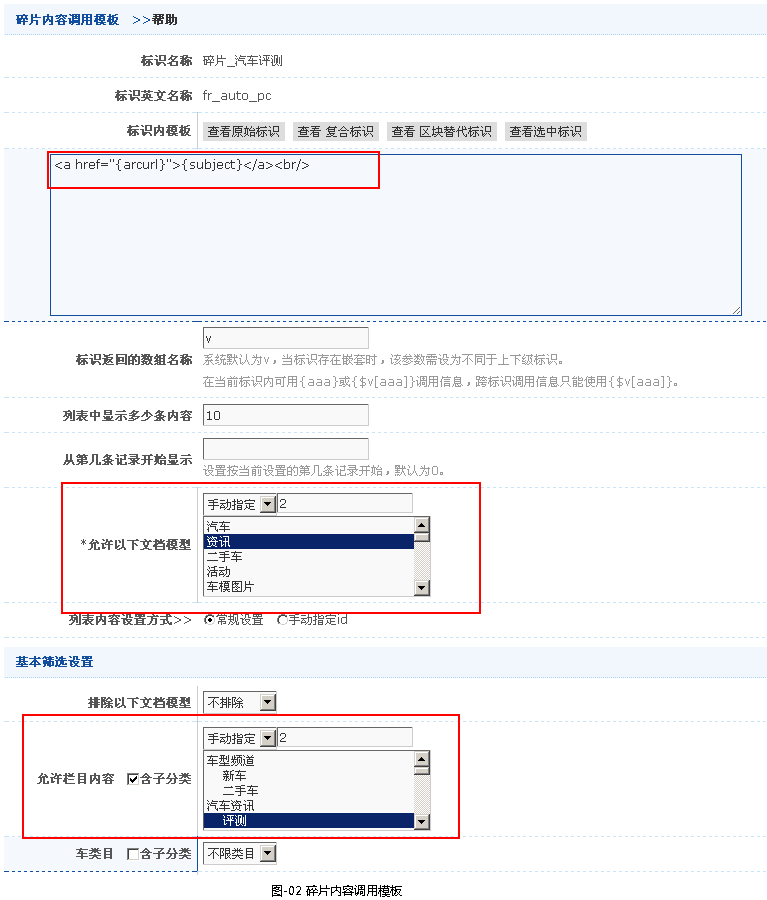 碎片内容调用模板 >>帮助
标识名称 碎片_汽车评测
标识英文名称 fr_auto_pc
标识内模板 查看原始标识 查看 复合标识 查看 区块替代标识 查看选中标识
<a href="{arcurl}">{subject}</a><br/>
v
标识返回的数组名称 系统默认为v，当标识存在嵌套时，该参数需设为不同于上下级标识。
在当前标识内可用{aaa}或{$v[aaa]}调用信息，跨标识调用信息只能使用{$v[aaa]}。
列表中显示多少条内容 10
从第几条记录开始显示
设置按当前设置的第几条记录开始，默认为0。
手动指定 2
汽车
资讯
*允许以下文档模型
二手车
活动
车模图片
列表内容设置方式>> 常规设置 手动指定id
基本筛选设置
排除以下文档模型 不排除
手动指定 2
车型频道
新车
允许栏目内容 含子分类
二手车
汽车资讯
评测
车类目 含子分类 不限类目
图-02 碎片内容调用模板